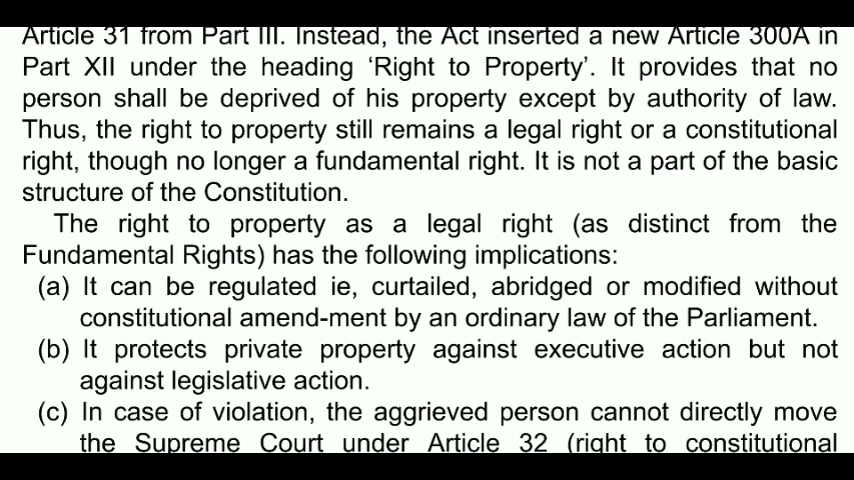 Article 31 from Part III. Instead, the Act inserted a new Article 300A in
Part XII under the heading ‘Right to Property’. It provides that no
person shall be deprived of his property except by authority of law.
Thus, the right to property still remains a legal right or a constitutional
right, though no longer a fundamental right. It is not a part of the basic
structure of the Constitution.
The right to property as a legal right (as distinct from the
Fundamental Rights) has the following implications:
(a) It can be regulated ie, curtailed, abridged or modified without
constitutional amend-ment by an ordinary law of the Parliament.
(b) It protects private property against executive action but not
against legislative action.
(c) In case of violation, the aggrieved person cannot directly move
the Supreme Court under Article 32 (right to constitutional